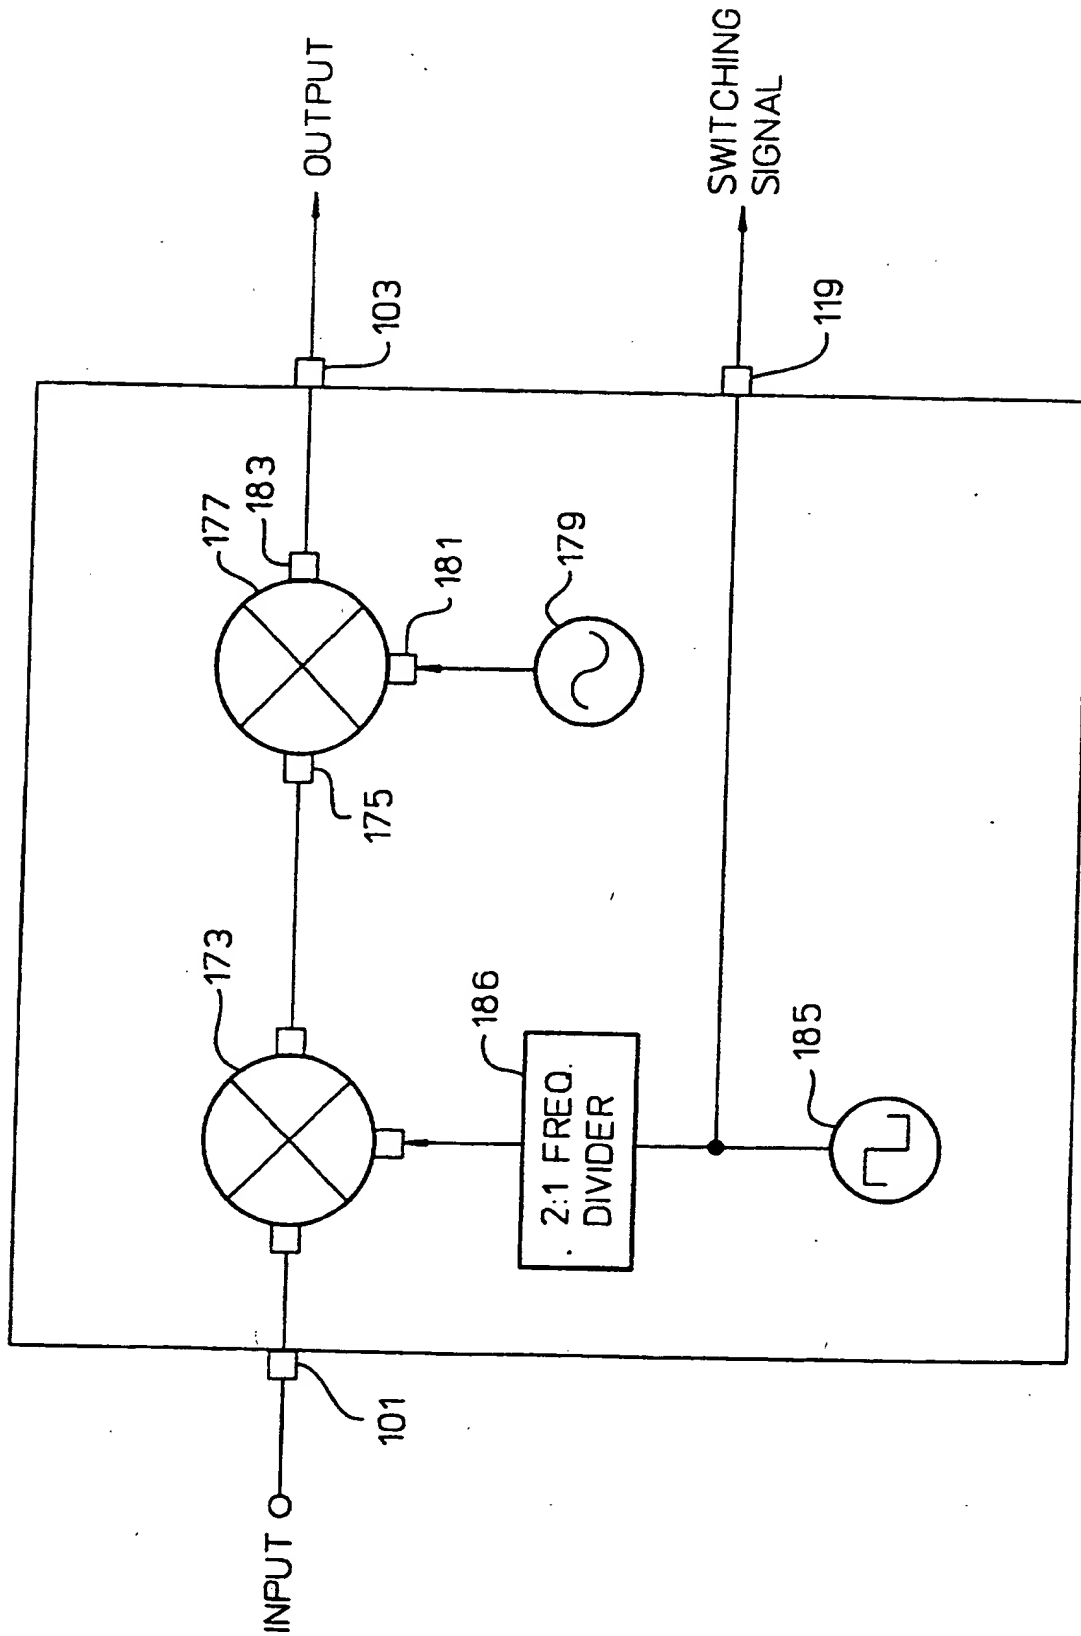 OUTPUT
SWITCHING
SIGNAL
103
119
177
183
181
179
175
173
186
2:1 FREQ.
DIVIDER
185
101
INPUT